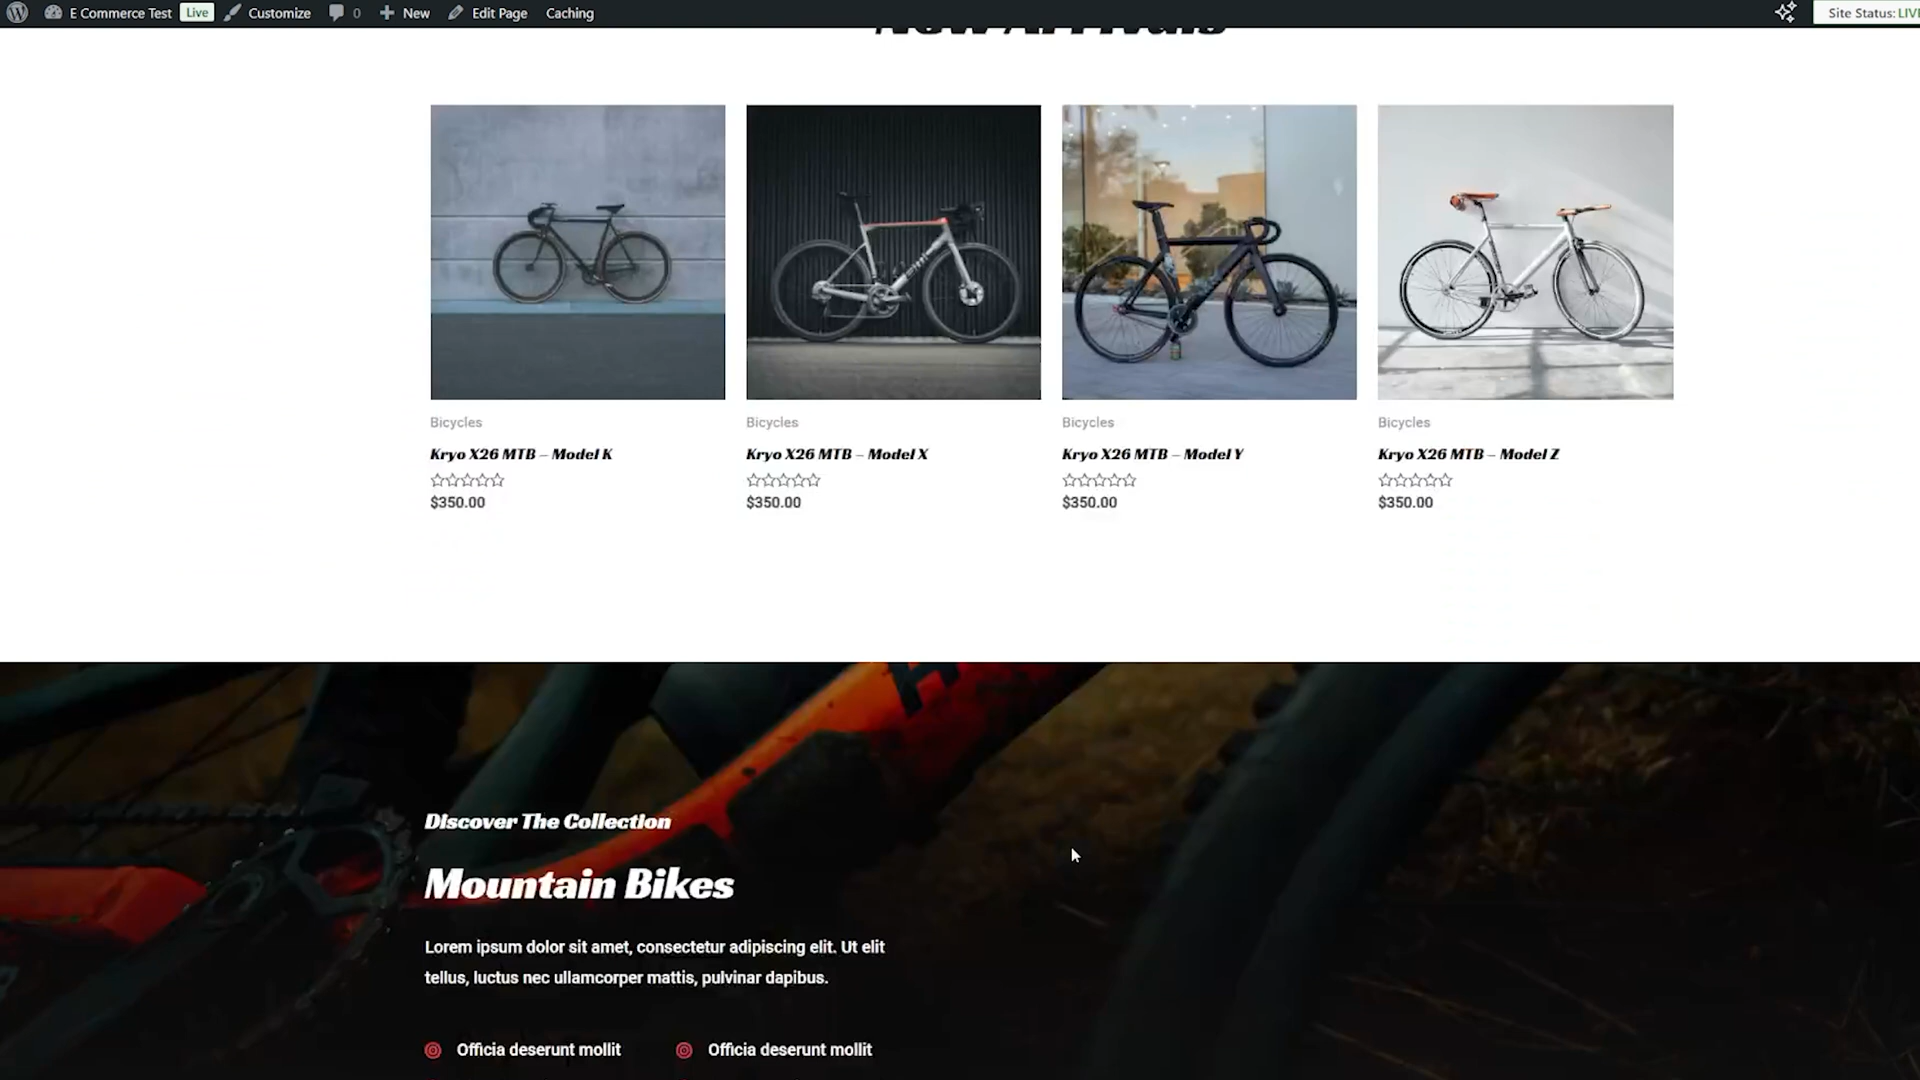 E Commerce Test Live Customize 0 New Edit Page Caching Site Status: LIVE
New Arrivals
Bicycles Bicycles Bicycles Bicycles
Kryo X26 MTB – Model K Kryo X26 MTB – Model X Kryo X26 MTB – Model Y Kryo X26 MTB – Model Z
$350.00 $350.00 $350.00 $350.00
Discover The Collection
Mountain Bikes
Lorem ipsum dolor sit amet, consectetur adipiscing elit. Ut elit
tellus, luctus nec ullamcorper mattis, pulvinar dapibus.
Officia deserunt mollit Officia deserunt mollit